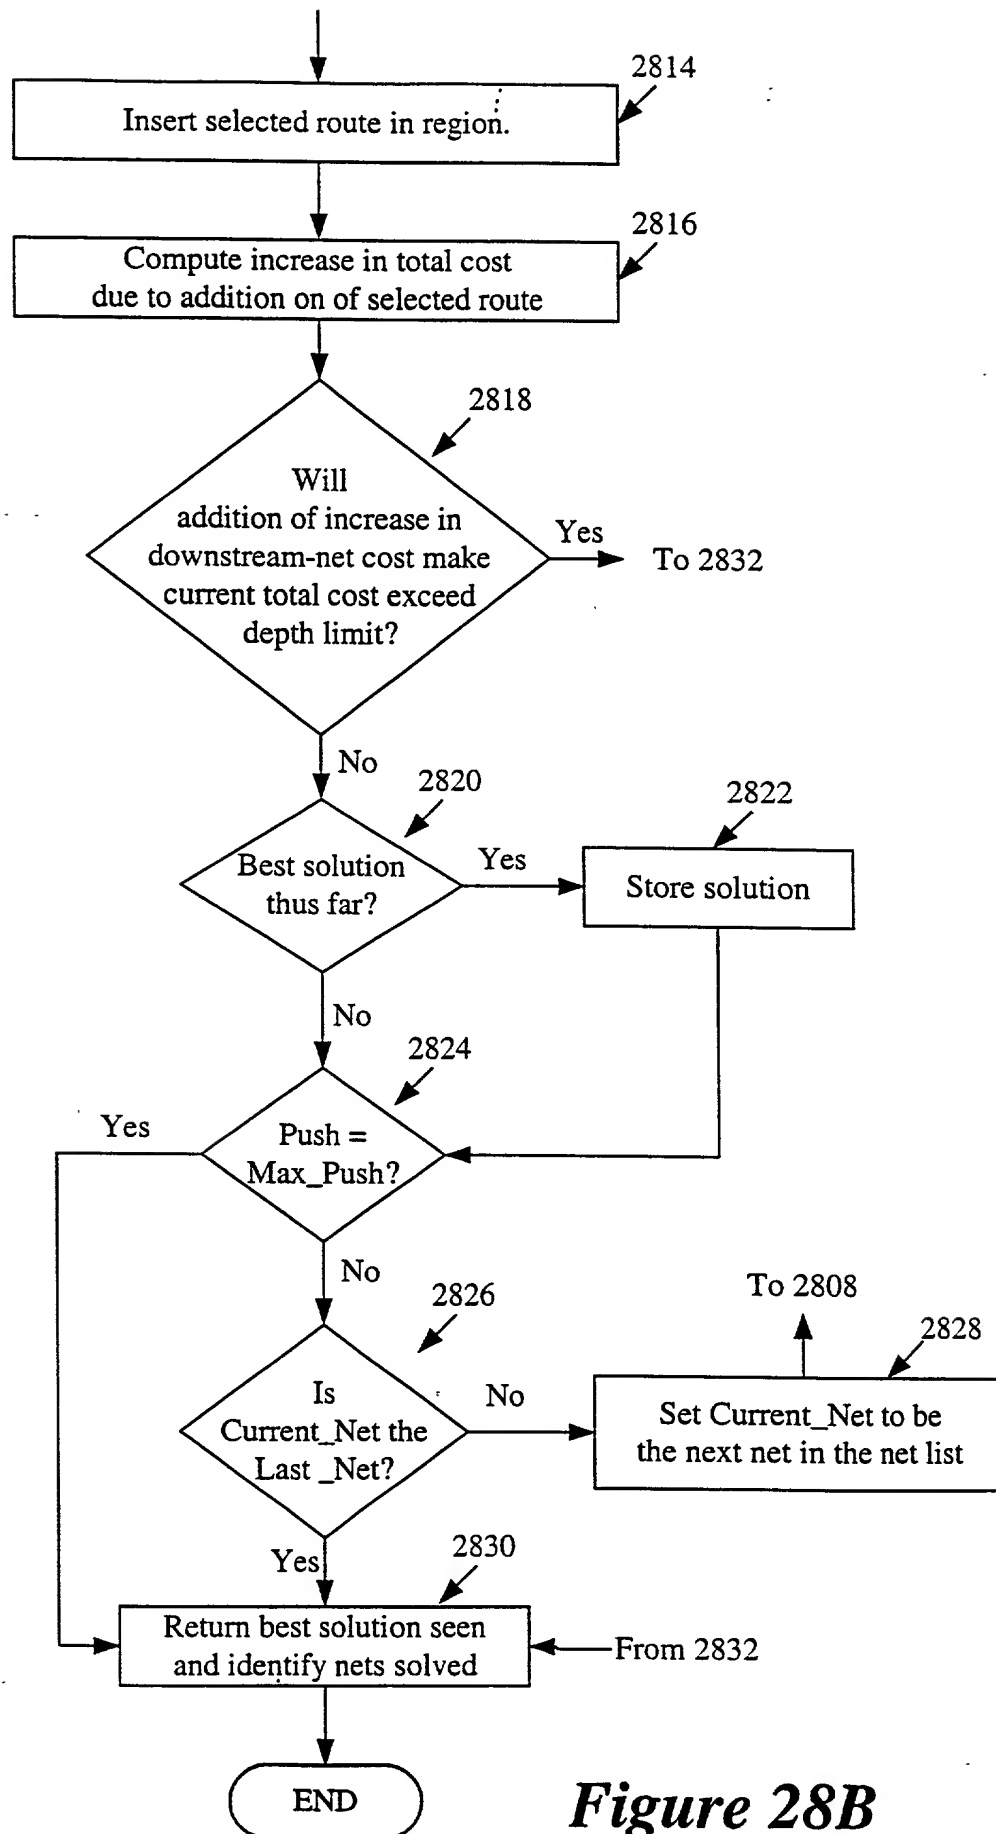 2814
Insert selected route in region.
2816
Compute increase in total cost
due to addition on of selected route
2818
Will
addition of increase in
downstream-net cost make
current total cost exceed
depth limit?
Yes
To 2832
No
2820
Best solution
thus far?
Yes
2822
Store solution
No
2824
Push =
Max_Push?
Yes
No
2826
Is
Current_Net the
Last _Net?
No
To 2808
2828
Set Current_Net to be
the next net in the net list
Yes
2830
Return best solution seen
and identify nets solved
From 2832
END
Figure 28B